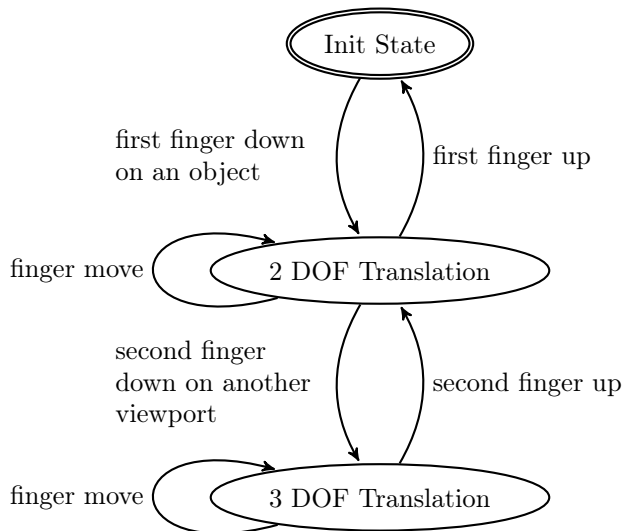 Init State
first finger down
on an object
first finger up
finger move
2 DOF Translation
second finger
down on another
viewport
second finger up
finger move
3 DOF Translation